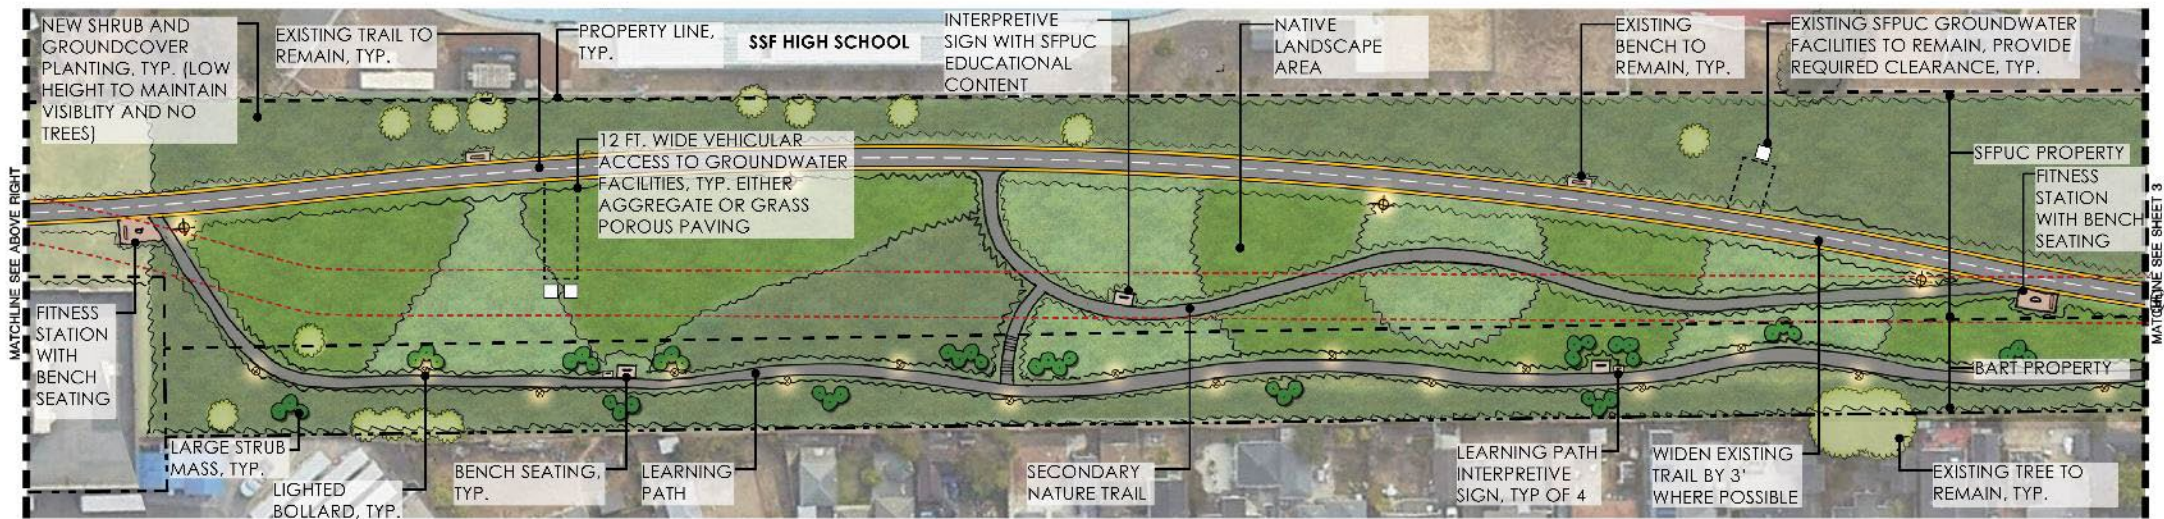 NEW SHRUB AND
GROUNDCOVER
PLANTING, TYP. (LOW
HEIGHT TO MAINTAIN
VISIBLITY AND NO
TREES)
EXISTING TRAIL TO
REMAIN, TYP.
PROPERTY LINE,
TYP.
SSF HIGH SCHOOL
INTERPRETIVE
SIGN WITH SFPUC
EDUCATIONAL
CONTENT
NATIVE
LANDSCAPE
AREA
EXISTING
BENCH TO
REMAIN, TYP.
EXISTING SFPUC GROUNDWATER
FACILITIES TO REMAIN, PROVIDE
REQUIRED CLEARANCE, TYP.
12 FT. WIDE VEHICULAR
ACCESS TO GROUNDWATER
FACILITIES, TYP. EITHER
AGGREGATE OR GRASS
POROUS PAVING
SFPUC PROPERTY
FITNESS
STATION
WITH BENCH
SEATING
MATCHLINE SEE ABOVE RIGHT
MATCHLINE SEE SHEET 3
FITNESS
STATION
WITH
BENCH
SEATING
BART PROPERTY
LARGE STRUB
MASS, TYP.
LIGHTED
BOLLARD, TYP.
BENCH SEATING,
TYP.
LEARNING
PATH
SECONDARY
NATURE TRAIL
LEARNING PATH
INTERPRETIVE
SIGN, TYP OF 4
WIDEN EXISTING
TRAIL BY 3'
WHERE POSSIBLE
EXISTING TREE TO
REMAIN, TYP.